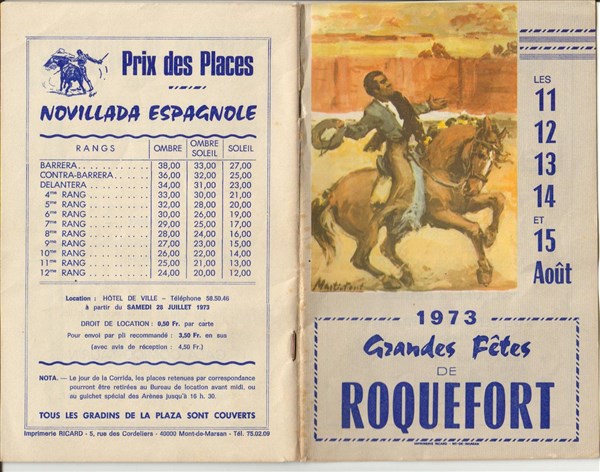 Prix des Places
NOVILLADA ESPAGNOLE
RANGS OMBRE OMBRE SOLEIL SOLEIL
BARRERA . . . . . . . . . . 38,00 33,00 27,00
CONTRA-BARRERA . . . . 36,00 32,00 25,00
DELANTERA . . . . . . . . . 34,00 31,00 23,00
4me RANG . . . . . . . . . 33,00 30,00 21,00
5me RANG . . . . . . . . . 32,00 28,00 20,00
6me RANG . . . . . . . . . 30,00 26,00 19,00
7me RANG . . . . . . . . . 29,00 25,00 17,00
8me RANG . . . . . . . . . 28,00 24,00 16,00
9me RANG . . . . . . . . . 27,00 23,00 15,00
10me RANG . . . . . . . . . 26,00 22,00 14,00
11me RANG . . . . . . . . . 25,00 21,00 13,00
12me RANG . . . . . . . . . 24,00 20,00 12,00
Location : HÔTEL DE VILLE - Téléphone 58.50.46
à partir du SAMEDI 28 JUILLET 1973
DROIT DE LOCATION : 0,50 Fr. par carte
Pour envoi par pli recommandé : 3,50 Fr. en sus
(avec avis de réception : 4,50 Fr.)
NOTA. — Le jour de la Corrida, les places retenues par correspondance
pourront être retirées au Bureau de location avant midi, ou
au guichet spécial des Arènes jusqu'à 16 h. 30.
TOUS LES GRADINS DE LA PLAZA SONT COUVERTS
Imprimerie RICARD - 5, rue des Cordeliers - 40000 Mont-de-Marsan - Tél. 75.02.09
LES
11
12
13
14
ET
15
Août
1973
Grandes Fêtes
DE
ROQUEFORT
IMPRIMERIE RICARD - MT-DE-MARSAN